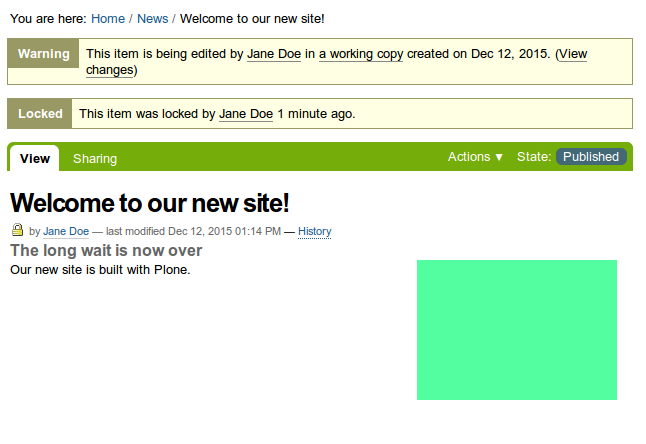 You are here: Home / News / Welcome to our new site!
Warning This item is being edited by Jane Doe in a working copy created on Dec 12, 2015. (View
changes)
Locked This item was locked by Jane Doe 1 minute ago.
View Sharing Actions ▼ State: Published
Welcome to our new site!
by Jane Doe — last modified Dec 12, 2015 01:14 PM — History
The long wait is now over
Our new site is built with Plone.